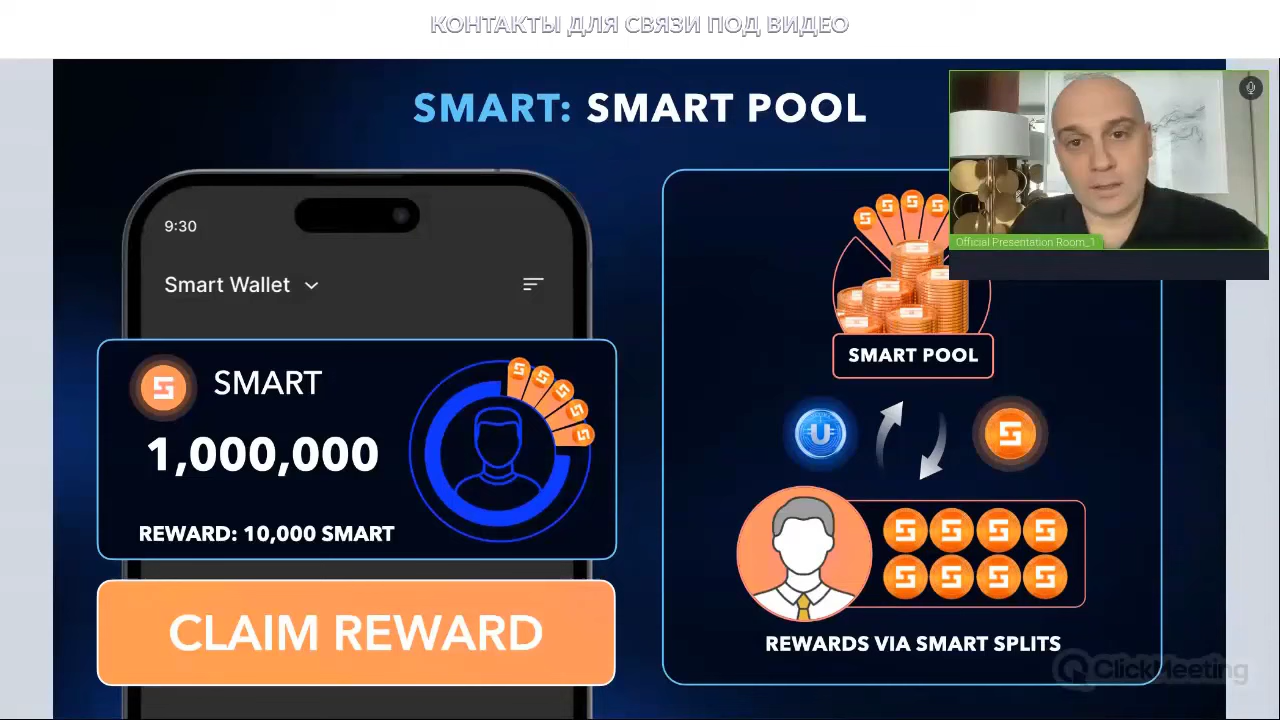 КОНТАКТЫ ДЛЯ СВЯЗИ ПОД ВИДЕО
SMART: SMART POOL
Official Presentation Room_1
9:30
Smart Wallet
SMART
1,000,000
REWARD: 10,000 SMART
CLAIM REWARD
SMART POOL
REWARDS VIA SMART SPLITS
ClickMeeting